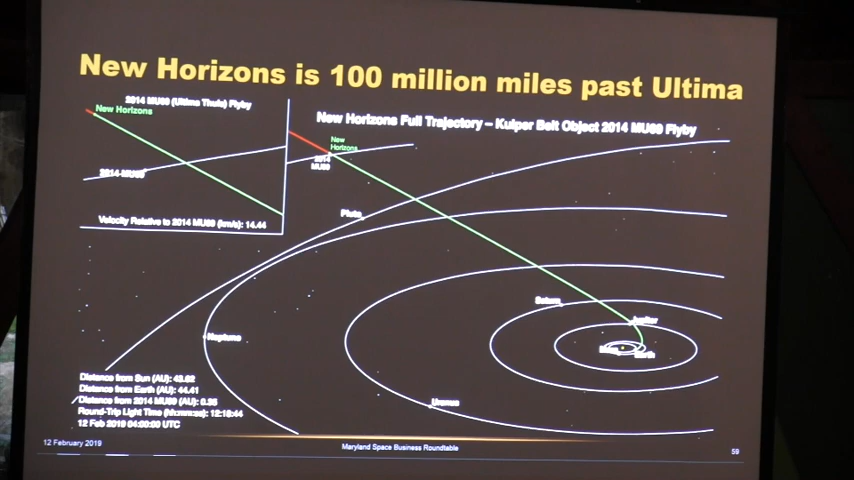 New Horizons is 100 million miles past Ultima
2014 MU69 (Ultima Thule) Flyby
New Horizons
2014-MU69
Velocity Relative to 2014 MU69 (km/s): 14.44
New Horizons Full Trajectory – Kuiper Belt Object 2014 MU69 Flyby
New
Horizons
2014
MU69
Pluto
Saturn
Jupiter
Earth
Neptune
Uranus
Distance from Sun (AU): 43.62
Distance from Earth (AU): 44.41
Distance from 2014 MU69 (AU): 0.35
Round-Trip Light Time (hh:mm:ss): 12:18:44
12 Feb 2019 04:00:00 UTC
12 February 2019
Maryland Space Business Roundtable
59